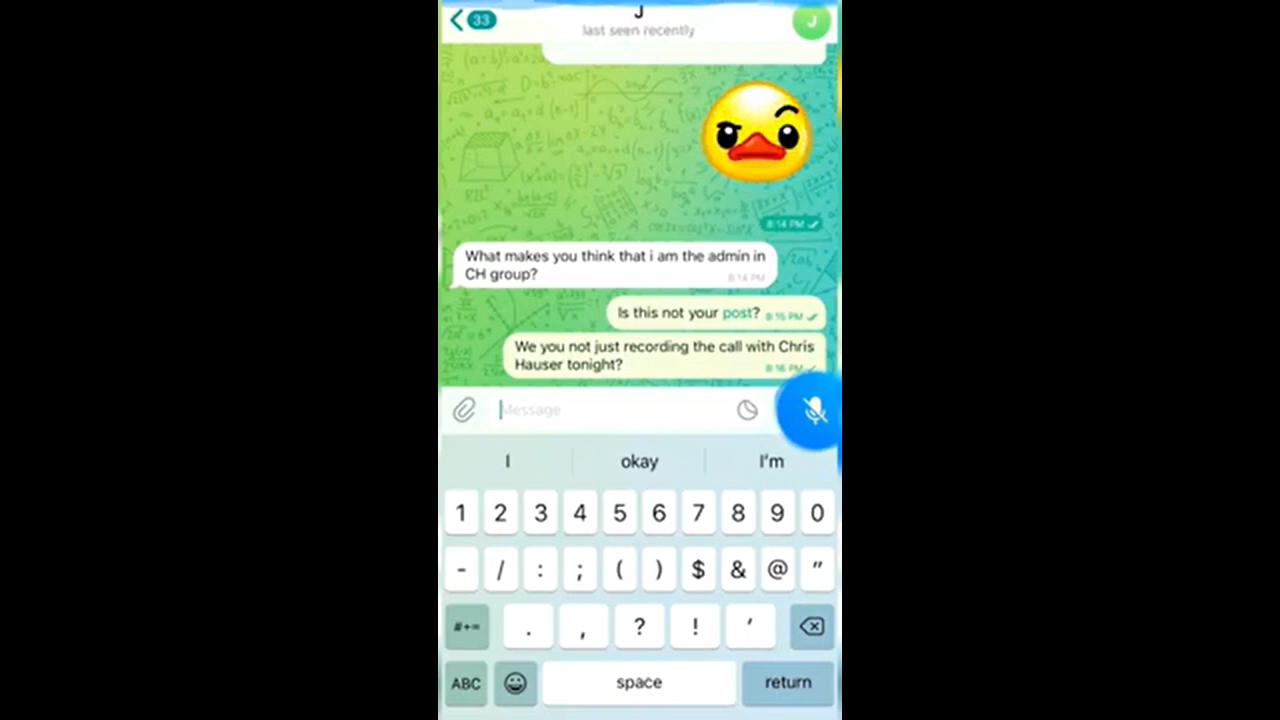 33
J
last seen recently
J
8:14 PM
What makes you think that i am the admin in
CH group?
8:14 PM
Is this not your post? 8:15 PM
We you not just recording the call with Chris
Hauser tonight?
8:16 PM
Message
I okay I'm
1 2 3 4 5 6 7 8 9 0
- / : ; ( ) $ & @ "
#+= . , ? ! '
ABC space return